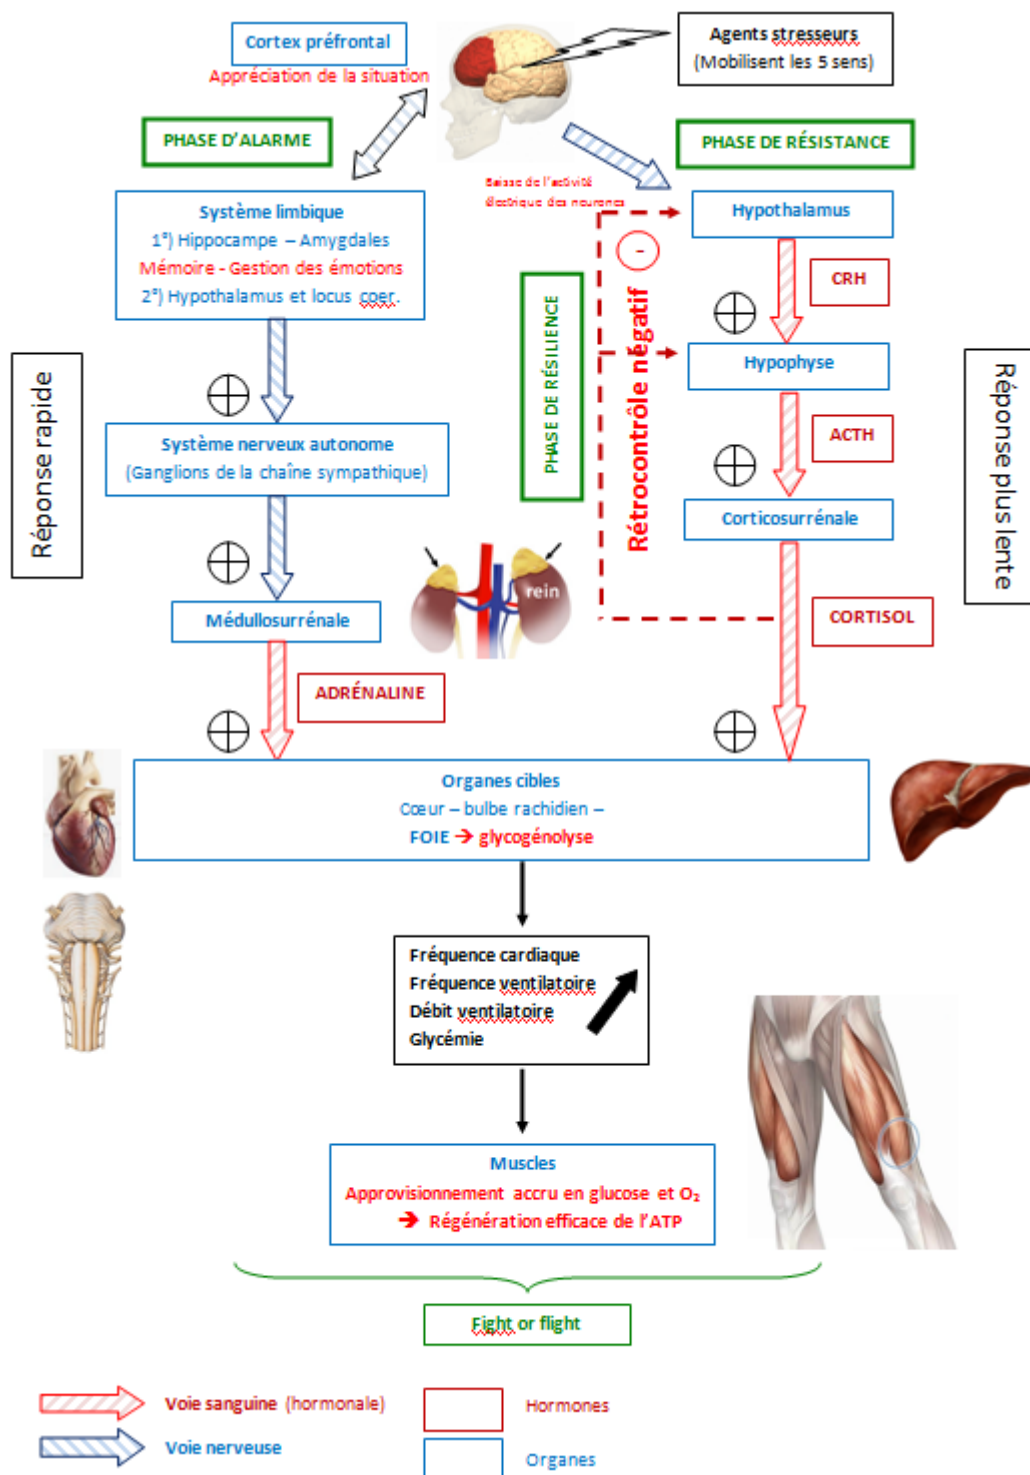 Cortex préfrontal
Appréciation de la situation
Agents stresseurs
(Mobilisent les 5 sens)
PHASE D'ALARME
PHASE DE RÉSISTANCE
Baisse de l'activité
électrique des neurones
Système limbique
1°) Hippocampe – Amygdales
Mémoire - Gestion des émotions
2°) Hypothalamus et locus coer.
Hypothalamus
-
CRH
PHASE DE RÉSILIENCE
Rétrocontrôle négatif
Hypophyse
Réponse rapide
Réponse plus lente
Système nerveux autonome
(Ganglions de la chaîne sympathique)
ACTH
Corticosurrénale
rein
Médullosurrénale
CORTISOL
ADRÉNALINE
Organes cibles
Cœur – bulbe rachidien –
FOIE ➔ glycogénolyse
Fréquence cardiaque
Fréquence ventilatoire
Débit ventilatoire
Glycémie
Muscles
Approvisionnement accru en glucose et O₂
➔ Régénération efficace de l'ATP
Fight or flight
Voie sanguine (hormonale)
Hormones
Voie nerveuse
Organes